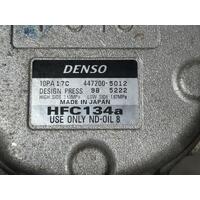 DENSO
10PA17C 447200-5012
DESIGN PRESS 98 5222
MADE IN JAPAN
HFC134a
USE ONLY ND-OIL 8